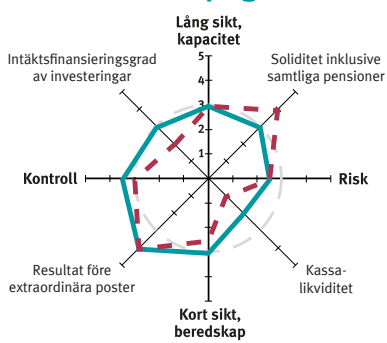 Lång sikt,
kapacitet
Intäktsfinansieringsgrad
av investeringar
Soliditet inklusive
samtliga pensioner
5
4
3
2
1
Kontroll
Risk
Resultat före
extraordinära poster
Kassa-
likviditet
Kort sikt,
beredskap